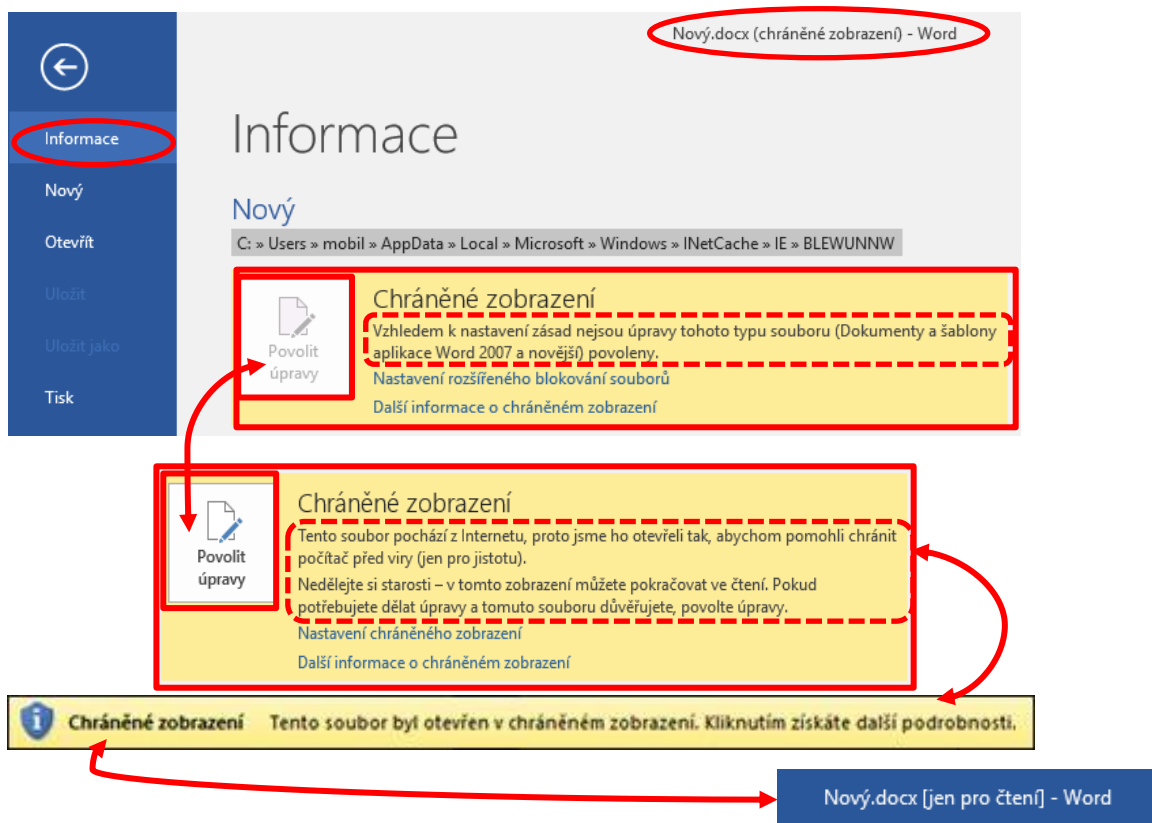 Nový.docx (chráněné zobrazení) - Word
Informace
Nový
Otevřít
Uložit
Uložit jako
Tisk
Informace
Nový
C: » Users » mobil » AppData » Local » Microsoft » Windows » INetCache » IE » BLEWUNNW
Povolit
úpravy
Chráněné zobrazení
Vzhledem k nastavení zásad nejsou úpravy tohoto typu souboru (Dokumenty a šablony
aplikace Word 2007 a novější) povoleny.
Nastavení rozšířeného blokování souborů
Další informace o chráněném zobrazení
Povolit
úpravy
Chráněné zobrazení
Tento soubor pochází z Internetu, proto jsme ho otevřeli tak, abychom pomohli chránit
počítač před viry (jen pro jistotu).
Nedělejte si starosti – v tomto zobrazení můžete pokračovat ve čtení. Pokud
potřebujete dělat úpravy a tomuto souboru důvěřujete, povolte úpravy.
Nastavení chráněného zobrazení
Další informace o chráněném zobrazení
Chráněné zobrazení Tento soubor byl otevřen v chráněném zobrazení. Kliknutím získáte další podrobnosti.
Nový.docx [jen pro čtení] - Word